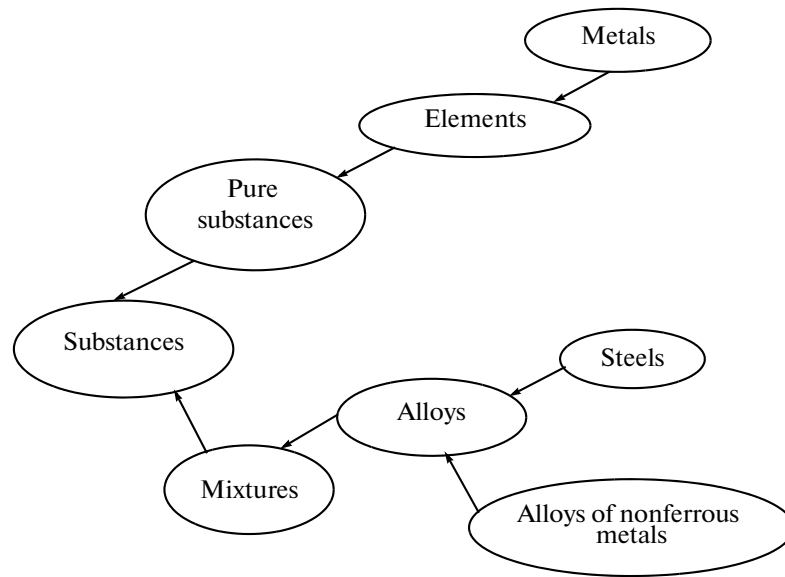 Metals
Elements
Pure
substances
Substances
Steels
Alloys
Mixtures
Alloys of nonferrous
metals